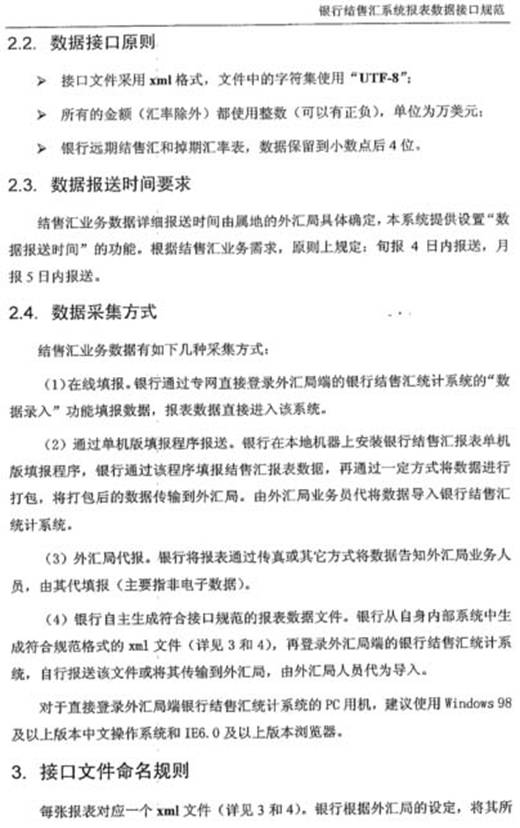 银行结售汇系统报表数据接口规范
2.2. 数据接口原则
➢ 接口文件采用 xml 格式，文件中的字符集使用“UTF-8”；
➢ 所有的金额（汇率除外）都使用整数（可以有正负），单位为万美元；
➢ 银行远期结售汇和掉期汇率表，数据保留到小数点后 4 位。
2.3. 数据报送时间要求
结售汇业务数据详细报送时间由属地的外汇局具体确定，本系统提供设置“数
据报送时间”的功能。根据结售汇业务需求，原则上规定：旬报 4 日内报送，月
报 5 日内报送。
2.4. 数据采集方式
结售汇业务数据有如下几种采集方式：
（1）在线填报。银行通过专网直接登录外汇局端的银行结售汇统计系统的“数
据录入”功能填报数据，报表数据直接进入该系统。
（2）通过单机版填报程序报送。银行在本地机器上安装银行结售汇报表单机
版填报程序，银行通过该程序填报结售汇报表数据，再通过一定方式将数据进行
打包，将打包后的数据传输到外汇局。由外汇局业务员代将数据导入银行结售汇
统计系统。
（3）外汇局代报。银行将报表通过传真或其它方式将数据告知外汇局业务人
员，由其代填报（主要指非电子数据）。
（4）银行自主生成符合接口规范的报表数据文件。银行从自身内部系统中生
成符合规范格式的 xml 文件（详见 3 和 4），再登录外汇局端的银行结售汇统计系
统，自行报送该文件或将其传输到外汇局，由外汇局人员代为导入。
对于直接登录外汇局端银行结售汇统计系统的 PC 用机，建议使用 Windows 98
及以上版本中文操作系统和 IE6.0 及以上版本浏览器。
3. 接口文件命名规则
每张报表对应一个 xml 文件（详见 3 和 4）。银行根据外汇局的设定，将其所